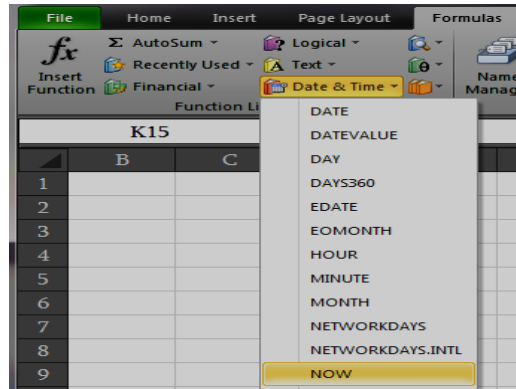 File Home Insert Page Layout Formulas
fx Σ AutoSum Logical
Recently Used Text
Insert Function Financial Date & Time Name Manag
Function Li
K15
B C
1
2
3
4
5
6
7
8
9
DATE
DATEVALUE
DAY
DAYS360
EDATE
EOMONTH
HOUR
MINUTE
MONTH
NETWORKDAYS
NETWORKDAYS.INTL
NOW